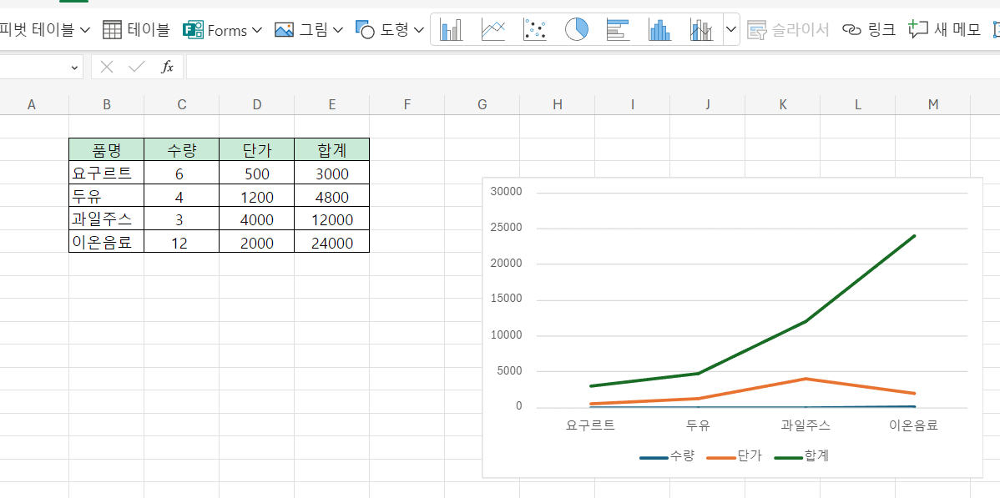 피벗 테이블 테이블 Forms 그림 도형 슬라이서 링크 새 메모
fx
A B C D E F G H I J K L M
품명 수량 단가 합계
요구르트 6 500 3000
두유 4 1200 4800
과일주스 3 4000 12000
이온음료 12 2000 24000
30000
25000
20000
15000
10000
5000
0
요구르트 두유 과일주스 이온음료
수량 단가 합계